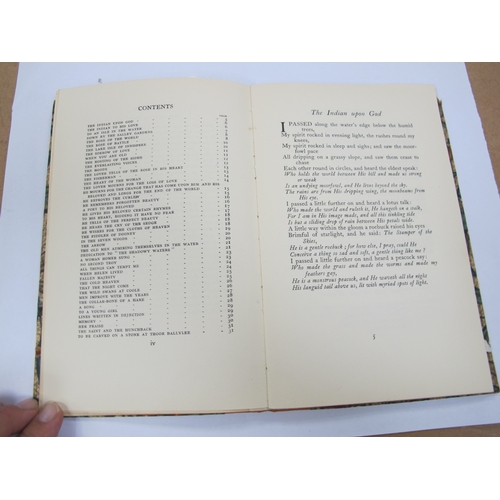 CONTENTS
PAGE
THE INDIAN UPON GOD
THE INDIAN TO HIS LOVE
DOWN BY THE SALLEY GARDENS
THE ROSE OF THE WORLD
THE ROSE OF BATTLE
THE LAKE ISLE OF INNISFREE
THE SORROW OF LOVE
WHEN YOU ARE OLD
THE HOSTING OF THE SIDHE
THE EVERLASTING VOICES
THE MOODS
THE LOVER TELLS OF THE ROSE IN HIS HEART
THE FISHERMAN
THE LOVER MOURNS FOR THE LOSS OF LOVE
HE REPROVES THE CURLEW
HE REMEMBERS FORGOTTEN BEAUTY
A POET TO HIS BELOVED
HE GIVES HIS BELOVED CERTAIN RHYMES
TO HIS HEART, BIDDING IT HAVE NO FEAR
HE TELLS OF THE PERFECT BEAUTY
HE HEARS THE CRY OF THE SEDGE
HE WISHES FOR THE CLOTHS OF HEAVEN
THE FIDDLER OF DOONEY
IN THE SEVEN WOODS
THE ARROW
THE OLD MEN ADMIRING THEMSELVES IN THE WATER
DEDICATION TO "THE SHADOWY WATERS"
A WOMAN HOMER SUNG
NO SECOND TROY
ALL THINGS CAN TEMPT ME
WHEN HELEN LIVED
FALLEN MAJESTY
THE COLD HEAVEN
THAT THE NIGHT COME
THE WILD SWANS AT COOLE
MEN IMPROVE WITH THE YEARS
THE COLLAR-BONE OF A HARE
A SONG
TO A YOUNG GIRL
LINES WRITTEN IN DEJECTION
MEMORY
HER PRAISE
THE SAINT AND THE HUNCHBACK
TO BE CARVED ON A STONE AT THOOR BALLYLEE
iv
The Indian upon God
I PASSED along the water's edge below the humid
trees,
My spirit rocked in evening light, the rushes round my
knees,
My spirit rocked in sleep and sighs; and saw the moor-
fowl pace
All dripping on a grassy slope, and saw them cease to
chase
Each other round in circles, and heard the eldest speak:
Who holds the world between His bill and made us strong
or weak
Is an undying moorfowl, and He lives beyond the sky.
The rains are from His dripping wing, the moonbeams from
His eye.
I passed a little further on and heard a lotus talk:
Who made the world and ruleth it, He hangeth on a stalk,
For I am in His image made, and all this tinkling tide
Is but a sliding drop of rain between His petals wide.
A little way within the gloom a roebuck raised his eyes
Brimful of starlight, and he said: The Stamper of the
Skies,
He is a gentle roebuck; for how else, I pray, could He
Conceive a thing so sad and soft, a gentle thing like me?
I passed a little further on and heard a peacock say:
Who made the grass and made the worms and made my
feathers gay,
He is a monstrous peacock, and He waveth all the night
His languid tail above us, lit with myriad spots of light.